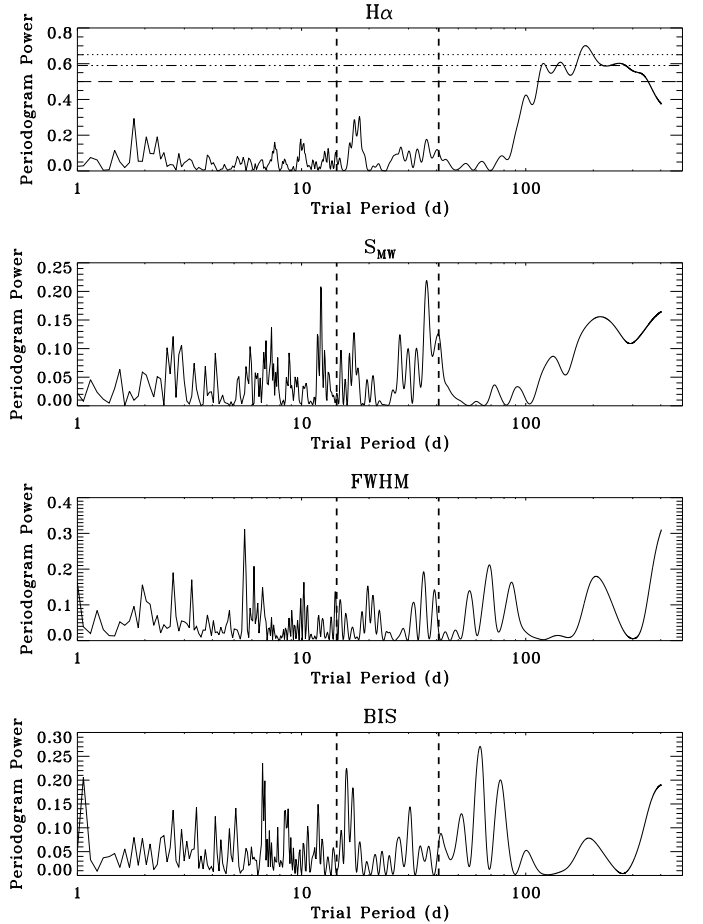 Hα
Periodogram Power
0.8
0.6
0.4
0.2
0.0
1 10 100
Trial Period (d)
S_MW
Periodogram Power
0.25
0.20
0.15
0.10
0.05
0.00
1 10 100
Trial Period (d)
FWHM
Periodogram Power
0.4
0.3
0.2
0.1
0.0
1 10 100
Trial Period (d)
BIS
Periodogram Power
0.30
0.25
0.20
0.15
0.10
0.05
0.00
1 10 100
Trial Period (d)